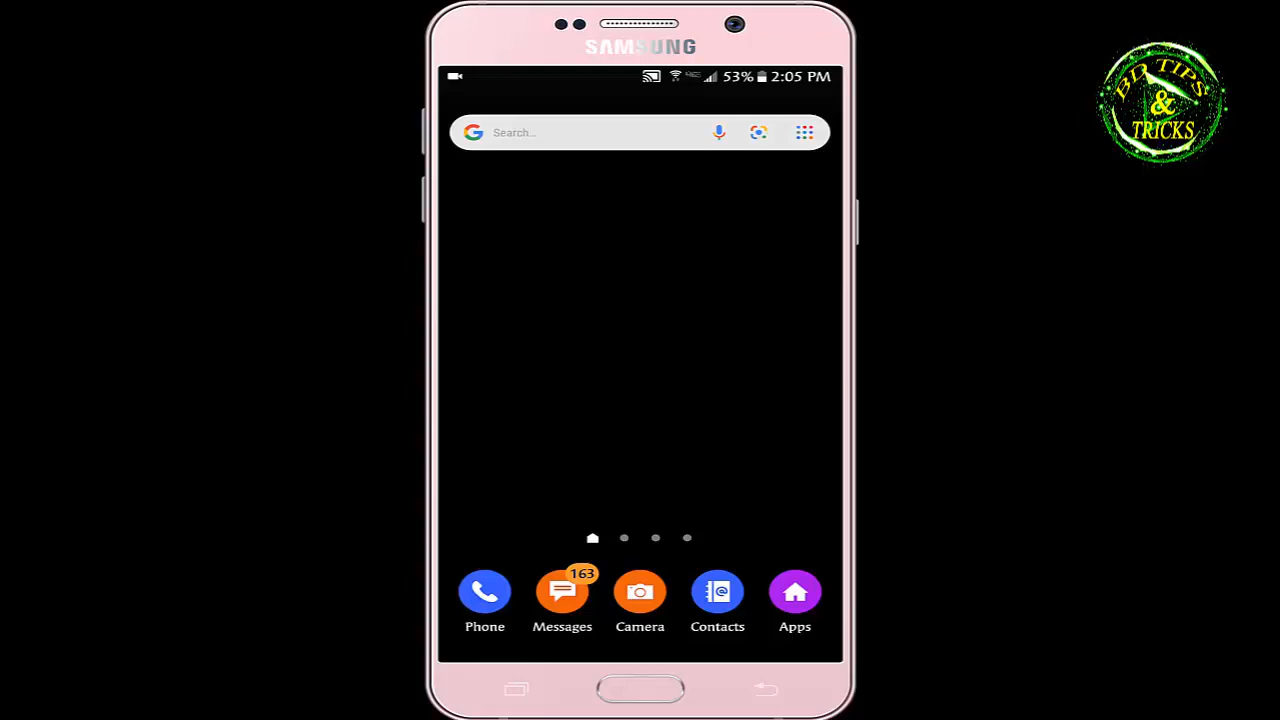 SAMSUNG
53% 2:05 PM
Search...
163
Phone Messages Camera Contacts Apps
BD TIPS
&
TRICKS